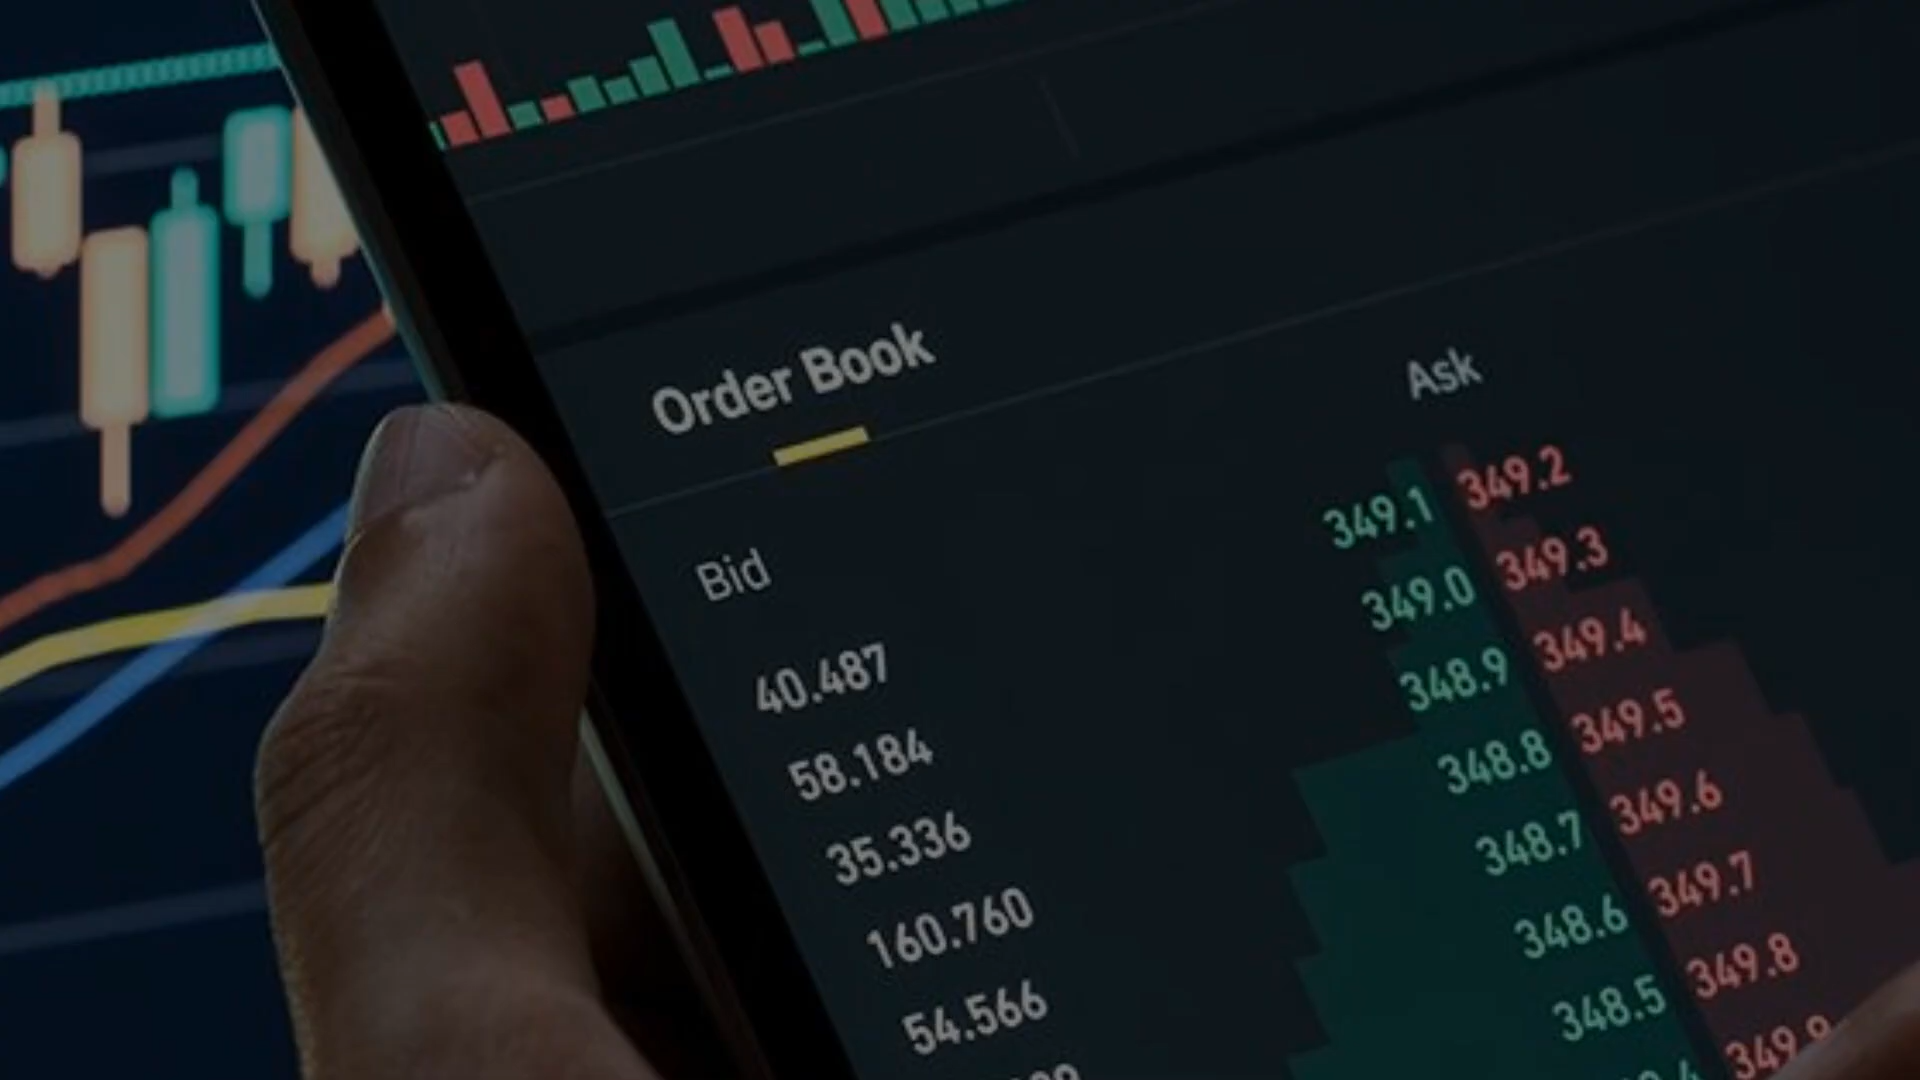 Order Book
Bid Ask
40.487 349.1 349.2
58.184 349.0 349.3
35.336 348.9 349.4
160.760 348.8 349.5
54.566 348.7 349.6
348.6 349.7
348.5 349.8
349.9